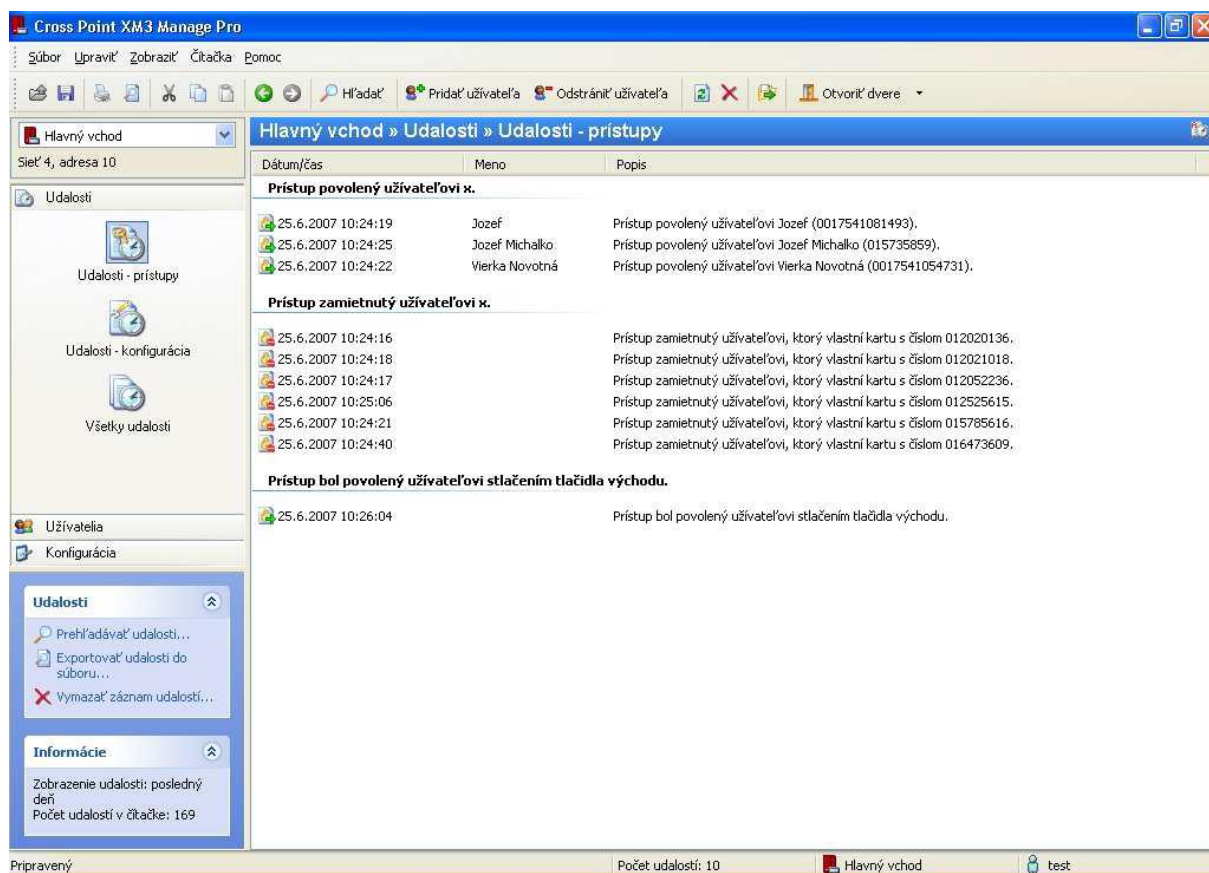 Cross Point XM3 Manage Pro
Súbor Upraviť Zobraziť Čítačka Pomoc
Hľadať Pridať užívateľa Odstrániť užívateľa Otvoriť dvere
Hlavný vchod
Sieť 4, adresa 10
Udalosti
Udalosti - prístupy
Udalosti - konfigurácia
Všetky udalosti
Užívatelia
Konfigurácia
Udalosti
Prehľadávať udalosti...
Exportovať udalosti do
súboru...
Vymazať záznam udalostí...
Informácie
Zobrazenie udalosti: posledný
deň
Počet udalostí v čítačke: 169
Hlavný vchod » Udalosti » Udalosti - prístupy
Dátum/čas Meno Popis
Prístup povolený užívateľovi x.
25.6.2007 10:24:19 Jozef Prístup povolený užívateľovi Jozef (0017541081493).
25.6.2007 10:24:25 Jozef Michalko Prístup povolený užívateľovi Jozef Michalko (015735859).
25.6.2007 10:24:22 Vierka Novotná Prístup povolený užívateľovi Vierka Novotná (0017541054731).
Prístup zamietnutý užívateľovi x.
25.6.2007 10:24:16 Prístup zamietnutý užívateľovi, ktorý vlastní kartu s číslom 012020136.
25.6.2007 10:24:18 Prístup zamietnutý užívateľovi, ktorý vlastní kartu s číslom 012021018.
25.6.2007 10:24:17 Prístup zamietnutý užívateľovi, ktorý vlastní kartu s číslom 012052236.
25.6.2007 10:25:06 Prístup zamietnutý užívateľovi, ktorý vlastní kartu s číslom 012525615.
25.6.2007 10:24:21 Prístup zamietnutý užívateľovi, ktorý vlastní kartu s číslom 015785616.
25.6.2007 10:24:40 Prístup zamietnutý užívateľovi, ktorý vlastní kartu s číslom 016473609.
Prístup bol povolený užívateľovi stlačením tlačidla východu.
25.6.2007 10:26:04 Prístup bol povolený užívateľovi stlačením tlačidla východu.
Pripravený Počet udalostí: 10 Hlavný vchod test